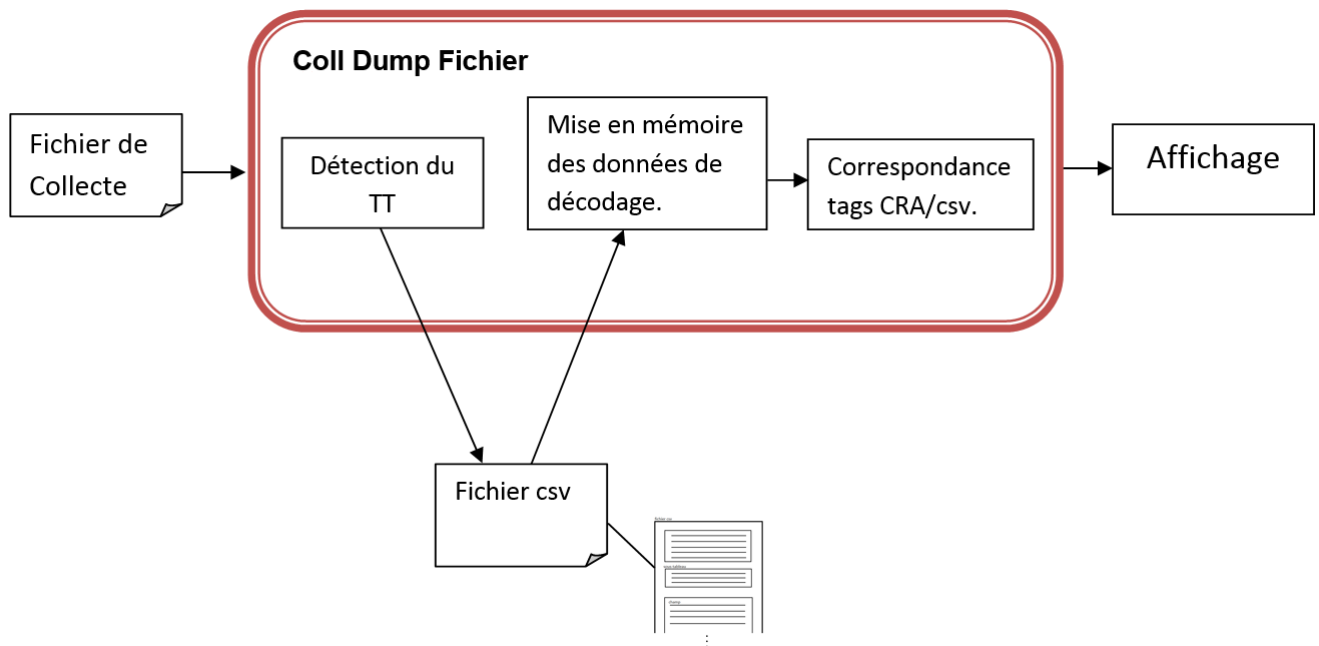 Coll Dump Fichier
Fichier de
Collecte
Détection du
TT
Mise en mémoire
des données de
décodage.
Correspondance
tags CRA/csv.
Affichage
Fichier csv
champ